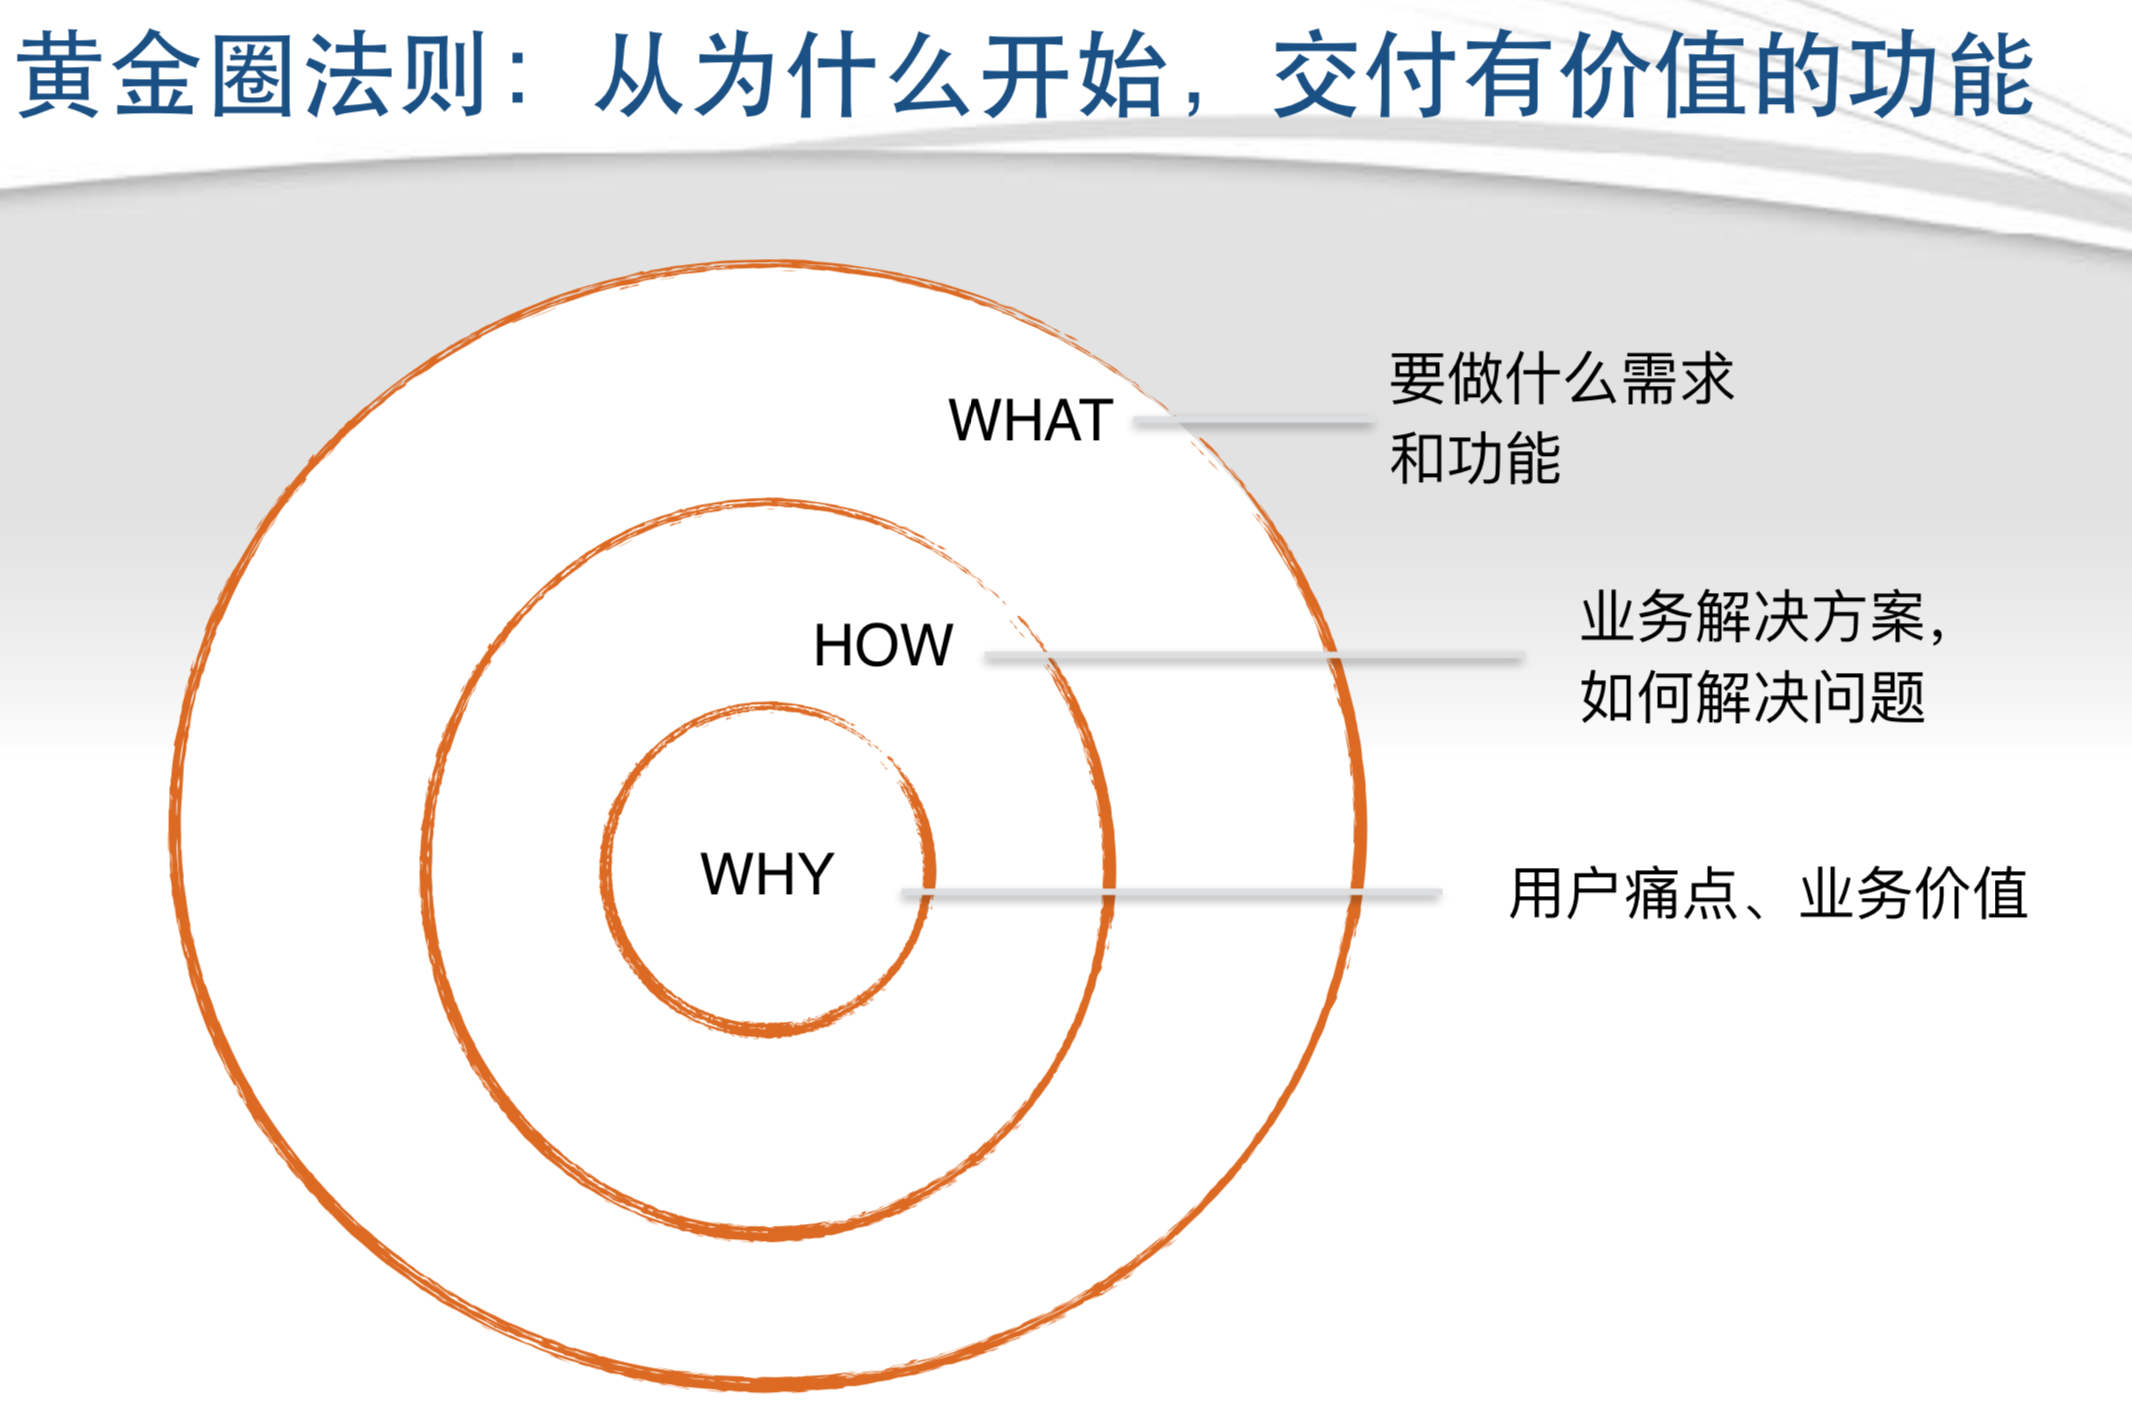 黄金圈法则：从为什么开始，交付有价值的功能
WHAT
要做什么需求
和功能
HOW
业务解决方案，
如何解决问题
WHY
用户痛点、业务价值